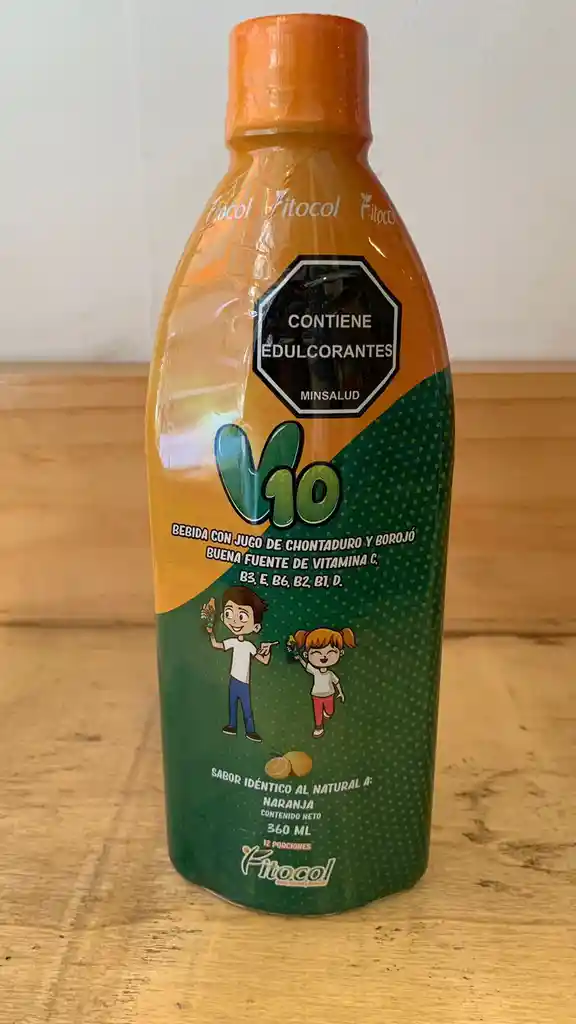 Fitocol Fitocol Fitocol
CONTIENE
EDULCORANTES
MINSALUD
V10
BEBIDA CON JUGO DE CHONTADURO Y BOROJÓ
BUENA FUENTE DE VITAMINA C,
B3, E, B6, B2, B1, D.
SABOR IDÉNTICO AL NATURAL A:
NARANJA
CONTENIDO NETO
360 ML
12 PORCIONES
Fitocol